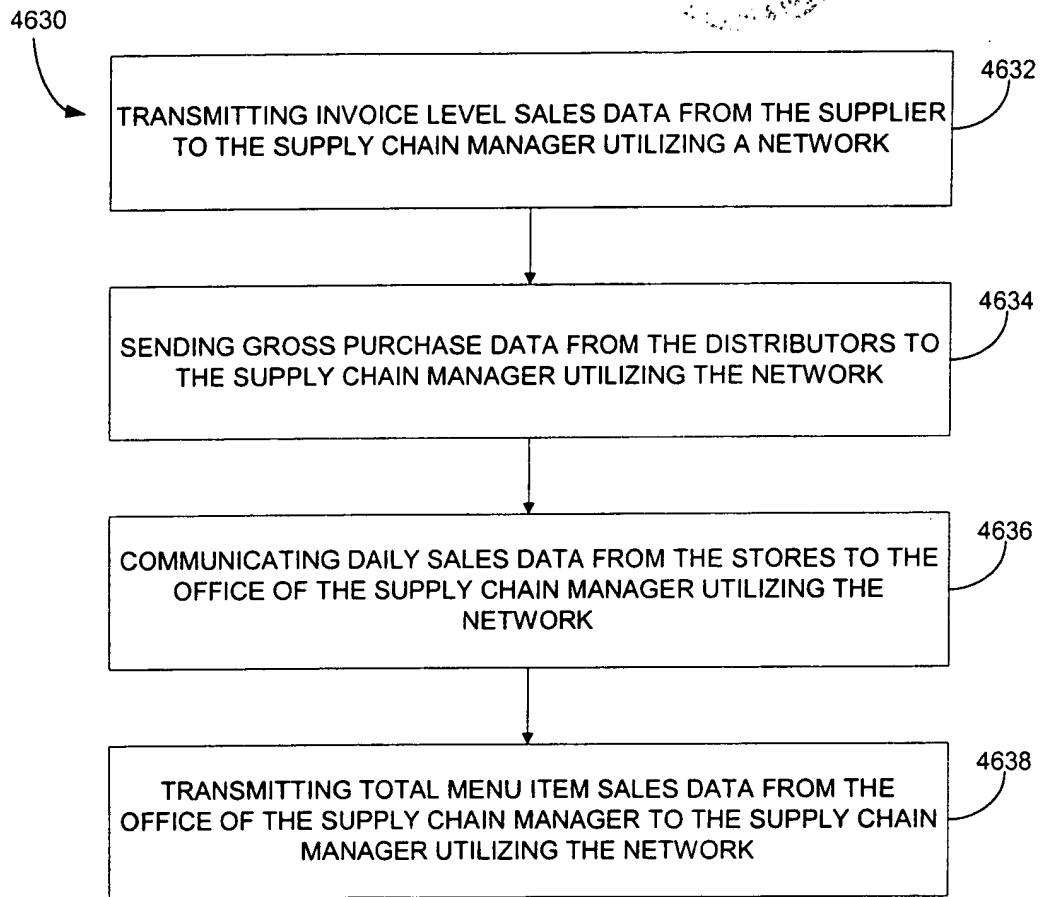 4630
4632
TRANSMITTING INVOICE LEVEL SALES DATA FROM THE SUPPLIER
TO THE SUPPLY CHAIN MANAGER UTILIZING A NETWORK
4634
SENDING GROSS PURCHASE DATA FROM THE DISTRIBUTORS TO
THE SUPPLY CHAIN MANAGER UTILIZING THE NETWORK
4636
COMMUNICATING DAILY SALES DATA FROM THE STORES TO THE
OFFICE OF THE SUPPLY CHAIN MANAGER UTILIZING THE
NETWORK
4638
TRANSMITTING TOTAL MENU ITEM SALES DATA FROM THE
OFFICE OF THE SUPPLY CHAIN MANAGER TO THE SUPPLY CHAIN
MANAGER UTILIZING THE NETWORK